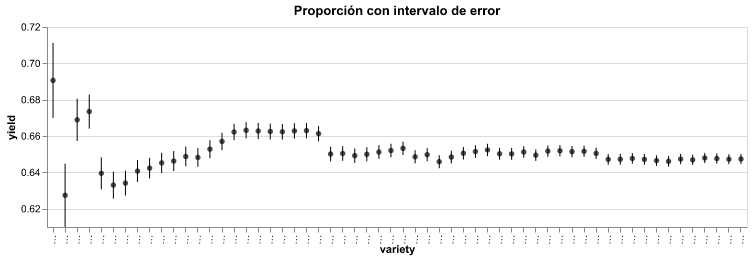 Proporción con intervalo de error
yield
0.72
0.70
0.68
0.66
0.64
0.62
variety